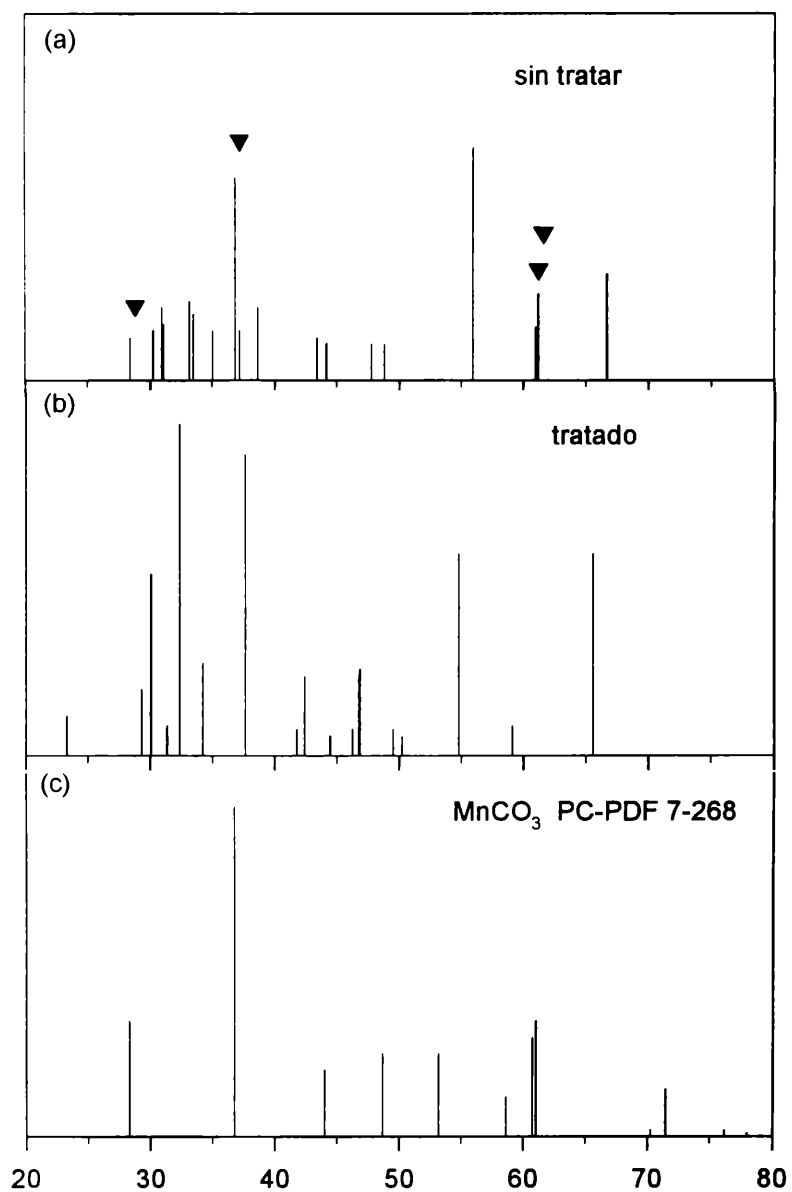 (a)
sin tratar
(b)
tratado
(c)
MnCO₃ PC-PDF 7-268
20 30 40 50 60 70 80